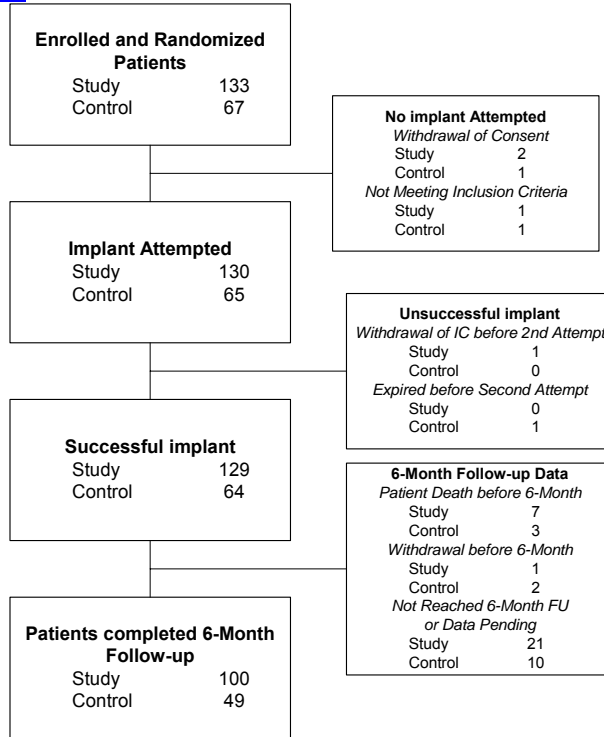 Enrolled and Randomized
Patients
Study 133
Control 67
No implant Attempted
Withdrawal of Consent
Study 2
Control 1
Not Meeting Inclusion Criteria
Study 1
Control 1
Implant Attempted
Study 130
Control 65
Unsuccessful implant
Withdrawal of IC before 2nd Attempt
Study 1
Control 0
Expired before Second Attempt
Study 0
Control 1
Successful implant
Study 129
Control 64
6-Month Follow-up Data
Patient Death before 6-Month
Study 7
Control 3
Withdrawal before 6-Month
Study 1
Control 2
Not Reached 6-Month FU
or Data Pending
Study 21
Control 10
Patients completed 6-Month
Follow-up
Study 100
Control 49